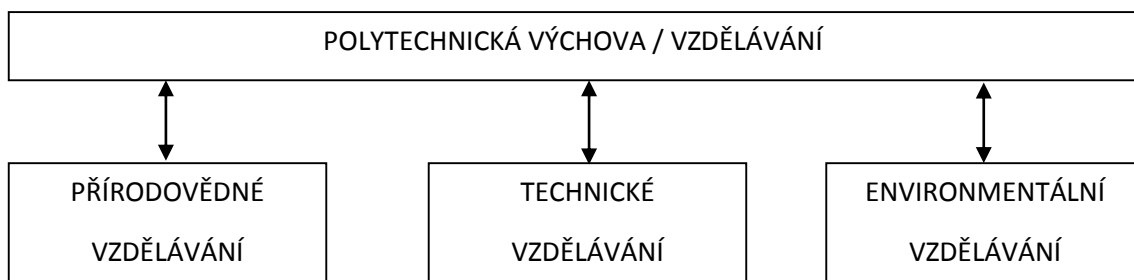 POLYTECHNICKÁ VÝCHOVA / VZDĚLÁVÁNÍ
PŘÍRODOVĚDNÉ
VZDĚLÁVÁNÍ
TECHNICKÉ
VZDĚLÁVÁNÍ
ENVIRONMENTÁLNÍ
VZDĚLÁVÁNÍ